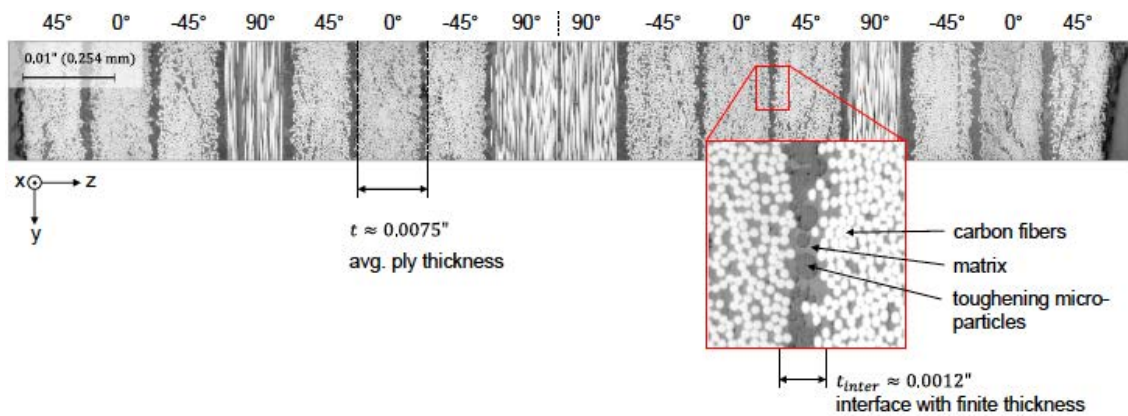 45° 0° -45° 90° 45° 0° -45° 90° 90° -45° 0° 45° 90° -45° 0° 45°
0.01" (0.254 mm)
x z
y
t ≈ 0.0075"
avg. ply thickness
carbon fibers
matrix
toughening micro-
particles
t_inter ≈ 0.0012"
interface with finite thickness